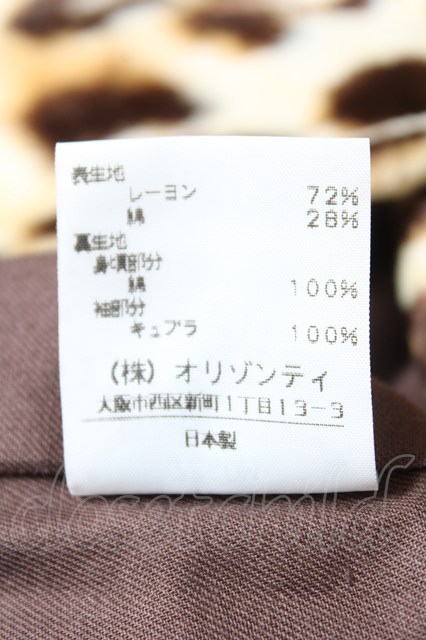 表生地
レーヨン 72%
綿 28%
裏生地
身頃部分
綿 100%
袖部分
キュプラ 100%
(株) オリゾンティ
大阪市西区新町1丁目13-3
日本製